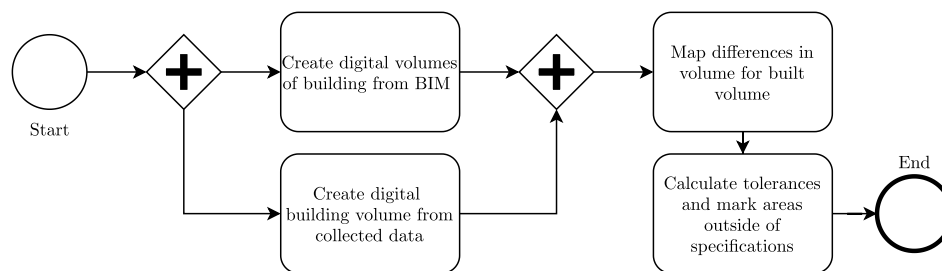 Start
Create digital volumes
of building from BIM
Create digital
building volume from
collected data
Map differences in
volume for built
volume
Calculate tolerances
and mark areas
outside of
specifications
End